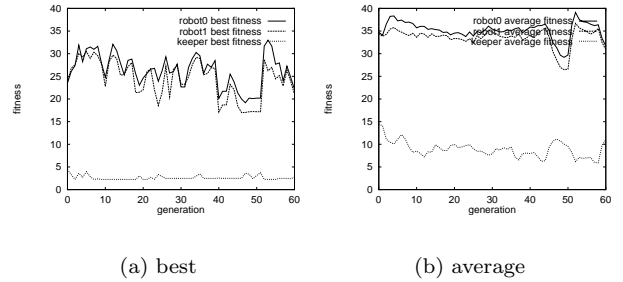 40
35
30
25
20
15
10
5
0
fitness
robot0 best fitness
robot1 best fitness
keeper best fitness
0 10 20 30 40 50 60
generation
(a) best
40
35
30
25
20
15
10
5
0
fitness
robot0 average fitness
robot1 average fitness
keeper average fitness
0 10 20 30 40 50 60
generation
(b) average